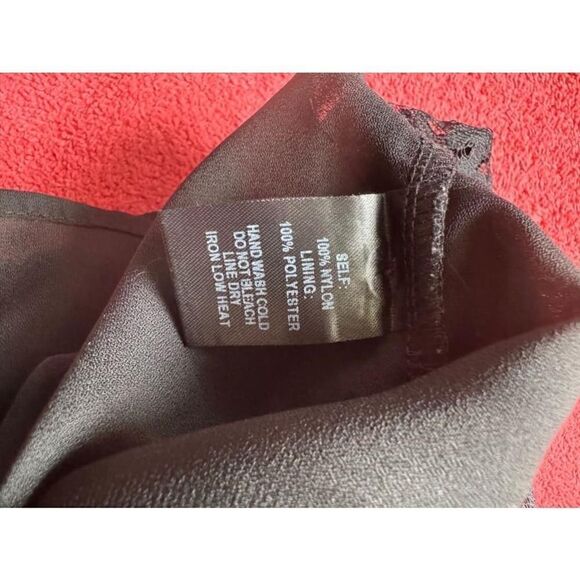 SELF:
100% NYLON
LINING:
100% POLYESTER
HAND WASH COLD
DO NOT BLEACH
LINE DRY
IRON LOW HEAT